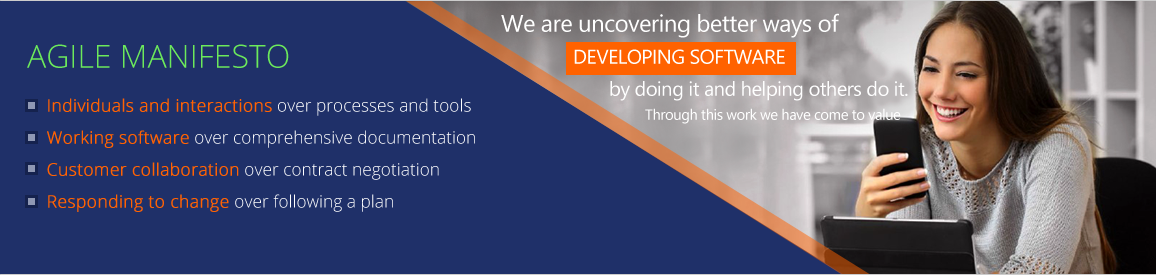 AGILE MANIFESTO
Individuals and interactions over processes and tools
Working software over comprehensive documentation
Customer collaboration over contract negotiation
Responding to change over following a plan
We are uncovering better ways of
DEVELOPING SOFTWARE
by doing it and helping others do it.
Through this work we have come to value